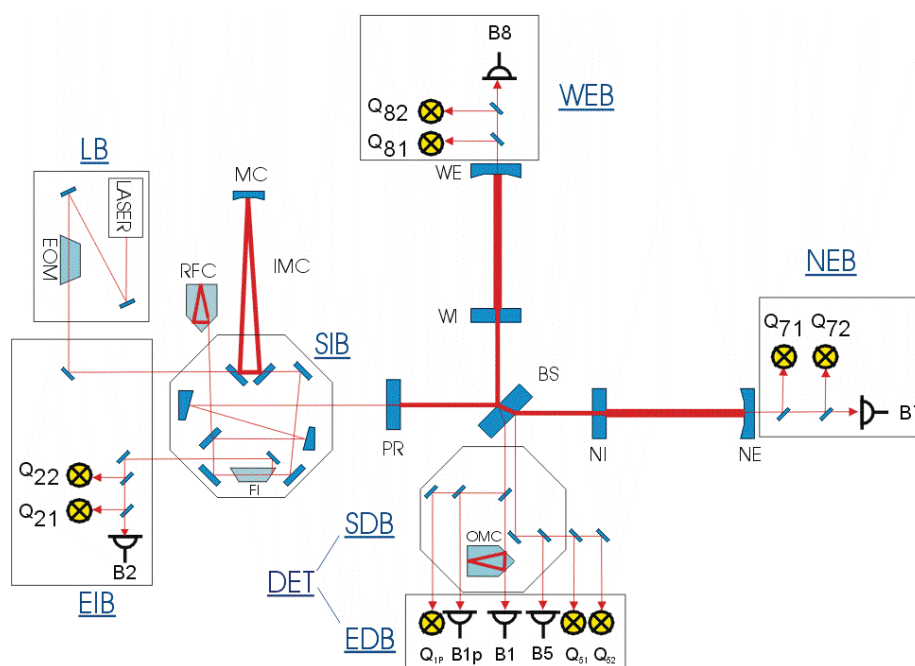 B8
Q82
WEB
Q81
LB
WE
MC
LASER
EOM
NEB
RFC
IMC
Q71
Q72
WI
SIB
BS
B7
PR
NI
NE
Q22
FI
Q21
SDB
OMC
B2
DET
EIB
EDB
Q1P
B1p
B1
B5
Q51
Q52